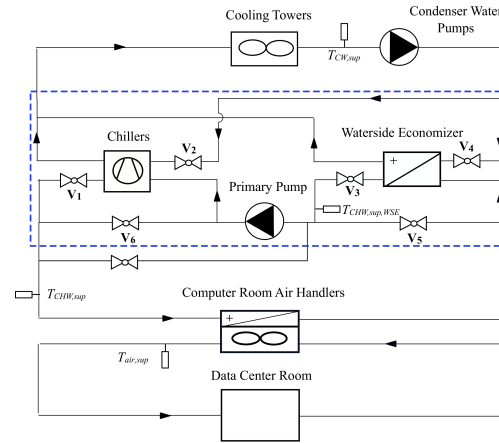 Cooling Towers
Condenser Water
Pumps
T_CW,sup
Chillers
V2
Waterside Economizer
V4
+
V1
V3
Primary Pump
T_CHW,sup,WSE
V6
V5
T_CHW,sup
Computer Room Air Handlers
+
T_air,sup
Data Center Room